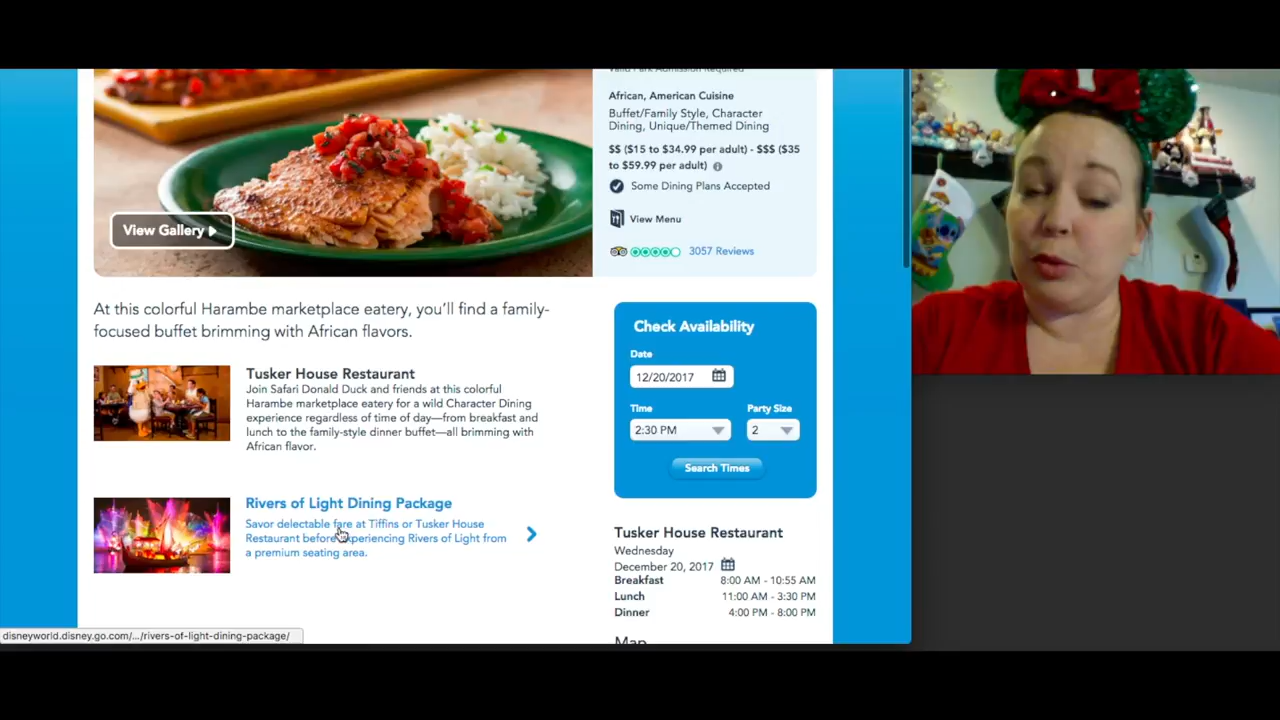 Valid Park Admission Required
African, American Cuisine
Buffet/Family Style, Character
Dining, Unique/Themed Dining
$$ ($15 to $34.99 per adult) - $$$ ($35
to $59.99 per adult)
Some Dining Plans Accepted
View Menu
3057 Reviews
View Gallery
At this colorful Harambe marketplace eatery, you'll find a family-
focused buffet brimming with African flavors.
Tusker House Restaurant
Join Safari Donald Duck and friends at this colorful
Harambe marketplace eatery for a wild Character Dining
experience regardless of time of day—from breakfast and
lunch to the family-style dinner buffet—all brimming with
African flavor.
Rivers of Light Dining Package
Savor delectable fare at Tiffins or Tusker House
Restaurant before experiencing Rivers of Light from
a premium seating area.
Check Availability
Date
12/20/2017
Time Party Size
2:30 PM 2
Search Times
Tusker House Restaurant
Wednesday
December 20, 2017
Breakfast 8:00 AM - 10:55 AM
Lunch 11:00 AM - 3:30 PM
Dinner 4:00 PM - 8:00 PM
Map
disneyworld.disney.go.com/.../rivers-of-light-dining-package/